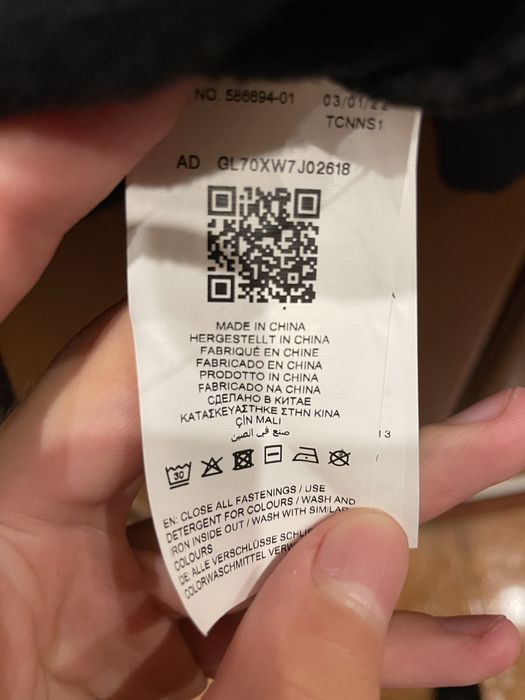 NO. 586694-01 03/01/22
TCNNS1
AD GL70XW7J02618
MADE IN CHINA
HERGESTELLT IN CHINA
FABRIQUÉ EN CHINE
FABRICADO EN CHINA
PRODOTTO IN CHINA
FABRICADO NA CHINA
СДЕЛАНО В КИТАЕ
ΚΑΤΑΣΚΕΥΑΣΤΗΚΕ ΣΤΗΝ ΚΙΝΑ
ÇİN MALI
صنع في الصين
13
30
EN: CLOSE ALL FASTENINGS / USE
DETERGENT FOR COLOURS / WASH AND
IRON INSIDE OUT / WASH WITH SIMILAR
COLOURS
DE: ALLE VERSCHLÜSSE
COLORWASCHMITTEL